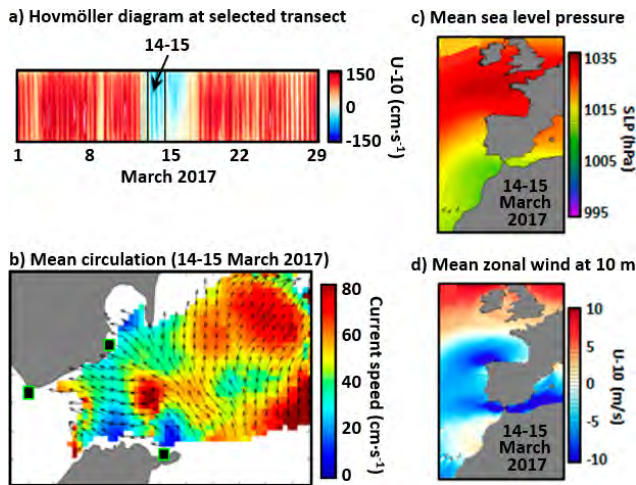 a) Hovmöller diagram at selected transect
14-15
150
0
-150
U-10 (cm·s⁻¹)
1 8 15 22 29
March 2017
b) Mean circulation (14-15 March 2017)
80
60
40
20
0
Current speed (cm·s⁻¹)
c) Mean sea level pressure
14-15
March
2017
1035
1015
1005
995
SLP (hPa)
d) Mean zonal wind at 10 m
14-15
March
2017
10
5
0
-5
-10
U-10 (m/s)